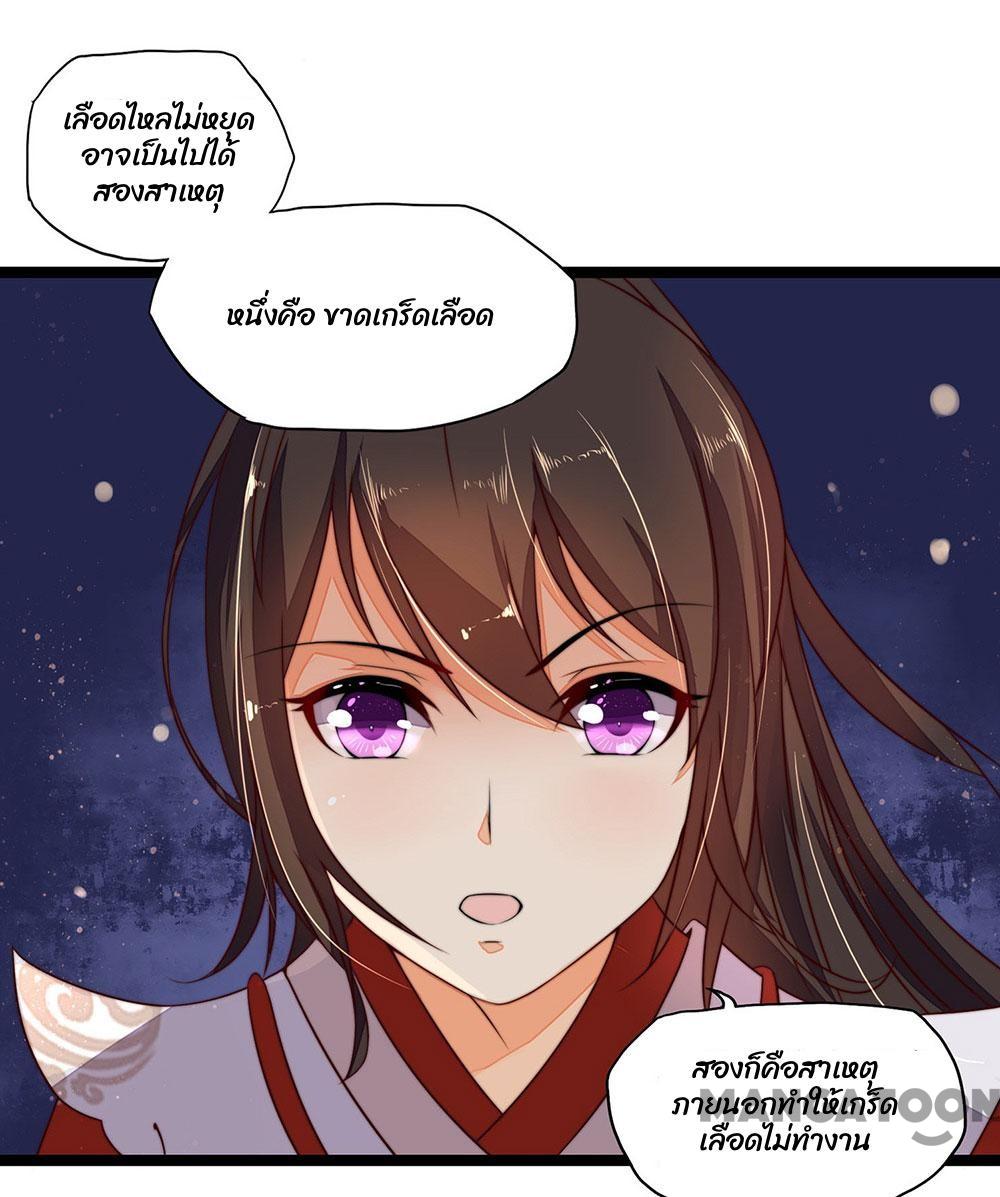 เลือดไหลไม่หยุด
อาจเป็นไปได้
สองสาเหตุ
หนึ่งคือ ขาดเกร็ดเลือด
สองก็คือสาเหตุ
ภายนอกทำให้เกร็ด
เลือดไม่ทำงาน
MANGATOON